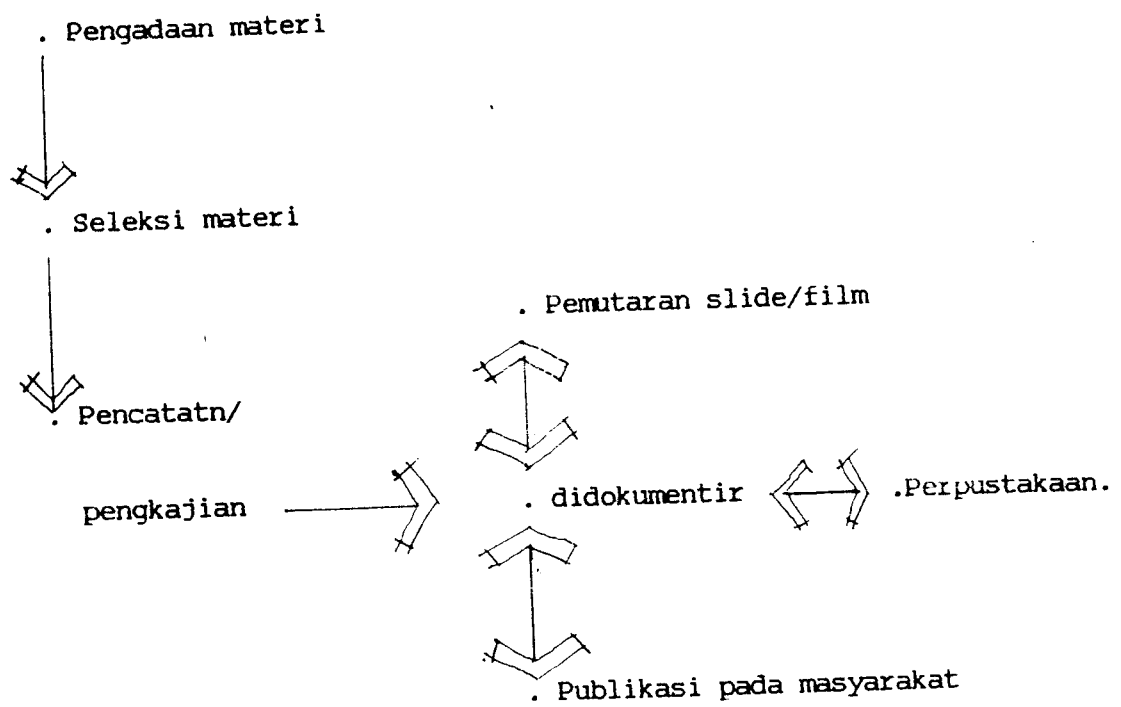 . Pengadaan materi
. Seleksi materi
. Pemutaran slide/film
. Pencatatn/
pengkajian
. didokumentir
.Perpustakaan.
. Publikasi pada masyarakat